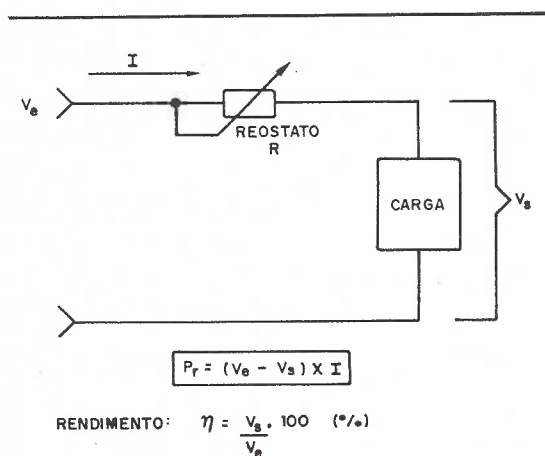 I
Ve
REOSTATO
R
CARGA
Vs
Pr = (Ve - Vs) X I
RENDIMENTO: η = Vs . 100 (%)
Ve